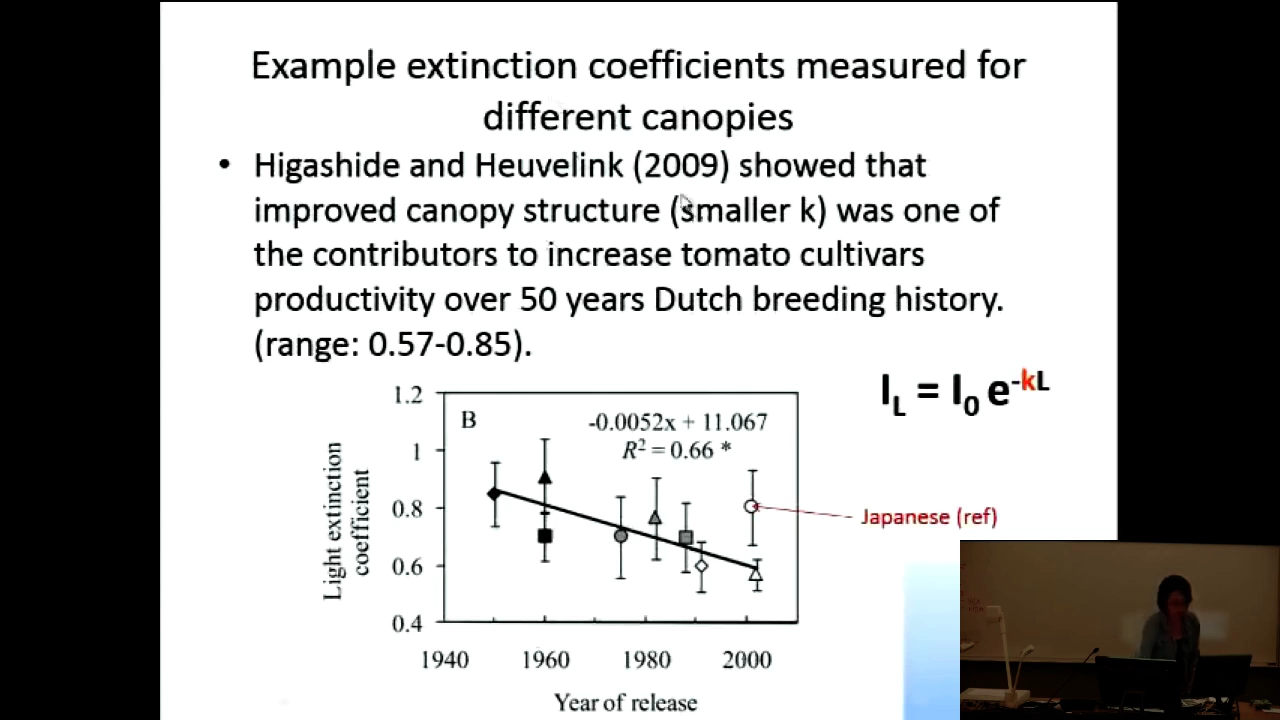 Example extinction coefficients measured for
different canopies
• Higashide and Heuvelink (2009) showed that
improved canopy structure (smaller k) was one of
the contributors to increase tomato cultivars
productivity over 50 years Dutch breeding history.
(range: 0.57-0.85).
I_L = I_0 e^-kL
B
-0.0052x + 11.067
R² = 0.66 *
Japanese (ref)
Light extinction
coefficient
1.2
1
0.8
0.6
0.4
1940 1960 1980 2000
Year of release